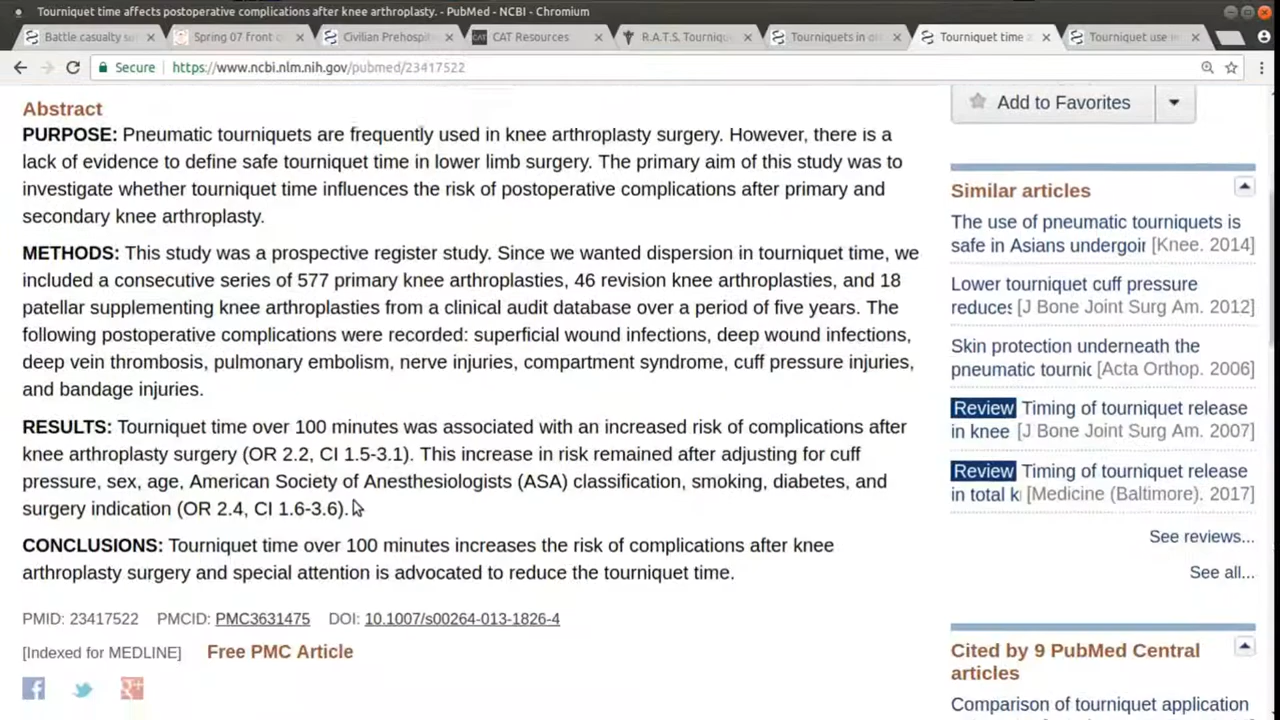 Tourniquet time affects postoperative complications after knee arthroplasty. - PubMed - NCBI - Chromium
Battle casualty su
Spring 07 front c
Civilian Prehospit
CAT Resources
R.A.T.S. Tourniqu
Tourniquets in or
Tourniquet time a
Tourniquet use in
Secure
https://www.ncbi.nlm.nih.gov/pubmed/23417522
Abstract
PURPOSE: Pneumatic tourniquets are frequently used in knee arthroplasty surgery. However, there is a
lack of evidence to define safe tourniquet time in lower limb surgery. The primary aim of this study was to
investigate whether tourniquet time influences the risk of postoperative complications after primary and
secondary knee arthroplasty.
METHODS: This study was a prospective register study. Since we wanted dispersion in tourniquet time, we
included a consecutive series of 577 primary knee arthroplasties, 46 revision knee arthroplasties, and 18
patellar supplementing knee arthroplasties from a clinical audit database over a period of five years. The
following postoperative complications were recorded: superficial wound infections, deep wound infections,
deep vein thrombosis, pulmonary embolism, nerve injuries, compartment syndrome, cuff pressure injuries,
and bandage injuries.
RESULTS: Tourniquet time over 100 minutes was associated with an increased risk of complications after
knee arthroplasty surgery (OR 2.2, CI 1.5-3.1). This increase in risk remained after adjusting for cuff
pressure, sex, age, American Society of Anesthesiologists (ASA) classification, smoking, diabetes, and
surgery indication (OR 2.4, CI 1.6-3.6).
CONCLUSIONS: Tourniquet time over 100 minutes increases the risk of complications after knee
arthroplasty surgery and special attention is advocated to reduce the tourniquet time.
PMID: 23417522 PMCID: PMC3631475 DOI: 10.1007/s00264-013-1826-4
[Indexed for MEDLINE] Free PMC Article
Add to Favorites
Similar articles
The use of pneumatic tourniquets is
safe in Asians undergoir [Knee. 2014]
Lower tourniquet cuff pressure
reduces [J Bone Joint Surg Am. 2012]
Skin protection underneath the
pneumatic tournic [Acta Orthop. 2006]
Review Timing of tourniquet release
in knee [J Bone Joint Surg Am. 2007]
Review Timing of tourniquet release
in total k [Medicine (Baltimore). 2017]
See reviews...
See all...
Cited by 9 PubMed Central
articles
Comparison of tourniquet application